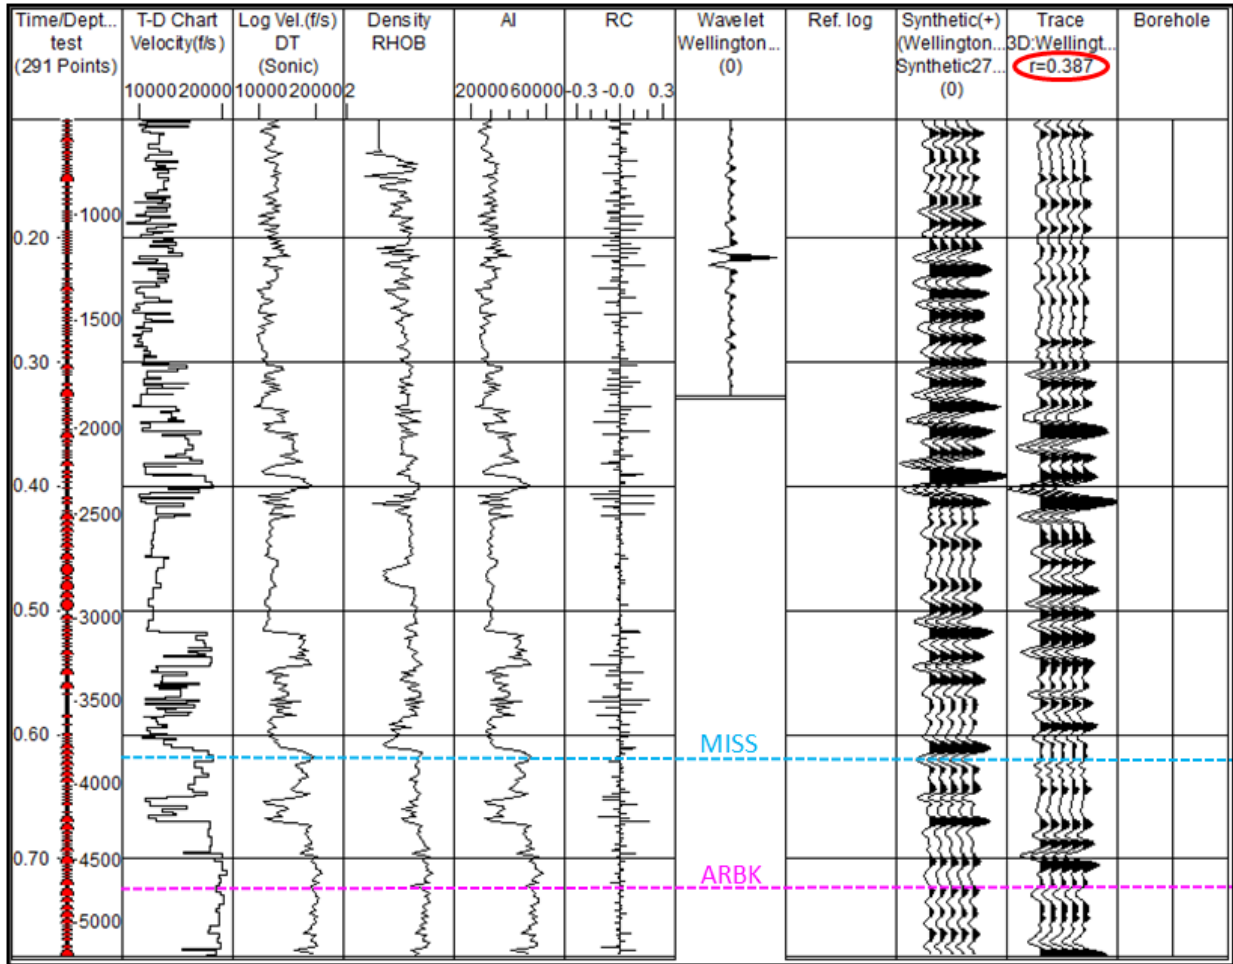 Time/Dept...
test
(291 Points)
T-D Chart
Velocity(f/s)
10000 20000
Log Vel.(f/s)
DT
(Sonic)
10000 20000
Density
RHOB
2
AI
20000 60000
RC
-0.3 -0.0 0.3
Wavelet
Wellington...
(0)
Ref. log
Synthetic(+)
(Wellington...
Synthetic27...
(0)
Trace
3D:Wellingt...
r=0.387
Borehole
1000
0.20
1500
0.30
2000
0.40
2500
0.50
3000
3500
0.60
MISS
4000
0.70
4500
ARBK
5000